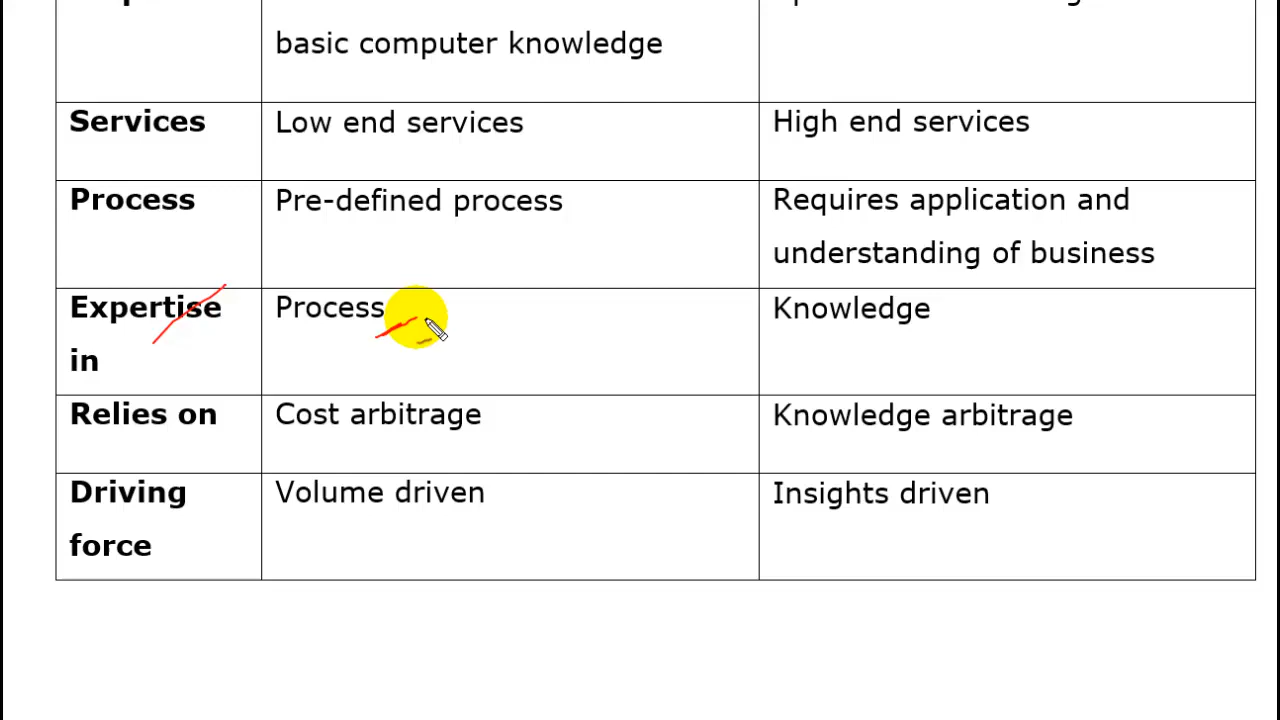 basic computer knowledge
Services Low end services High end services
Process Pre-defined process Requires application and
understanding of business
Expertise Process Knowledge
in
Relies on Cost arbitrage Knowledge arbitrage
Driving Volume driven Insights driven
force